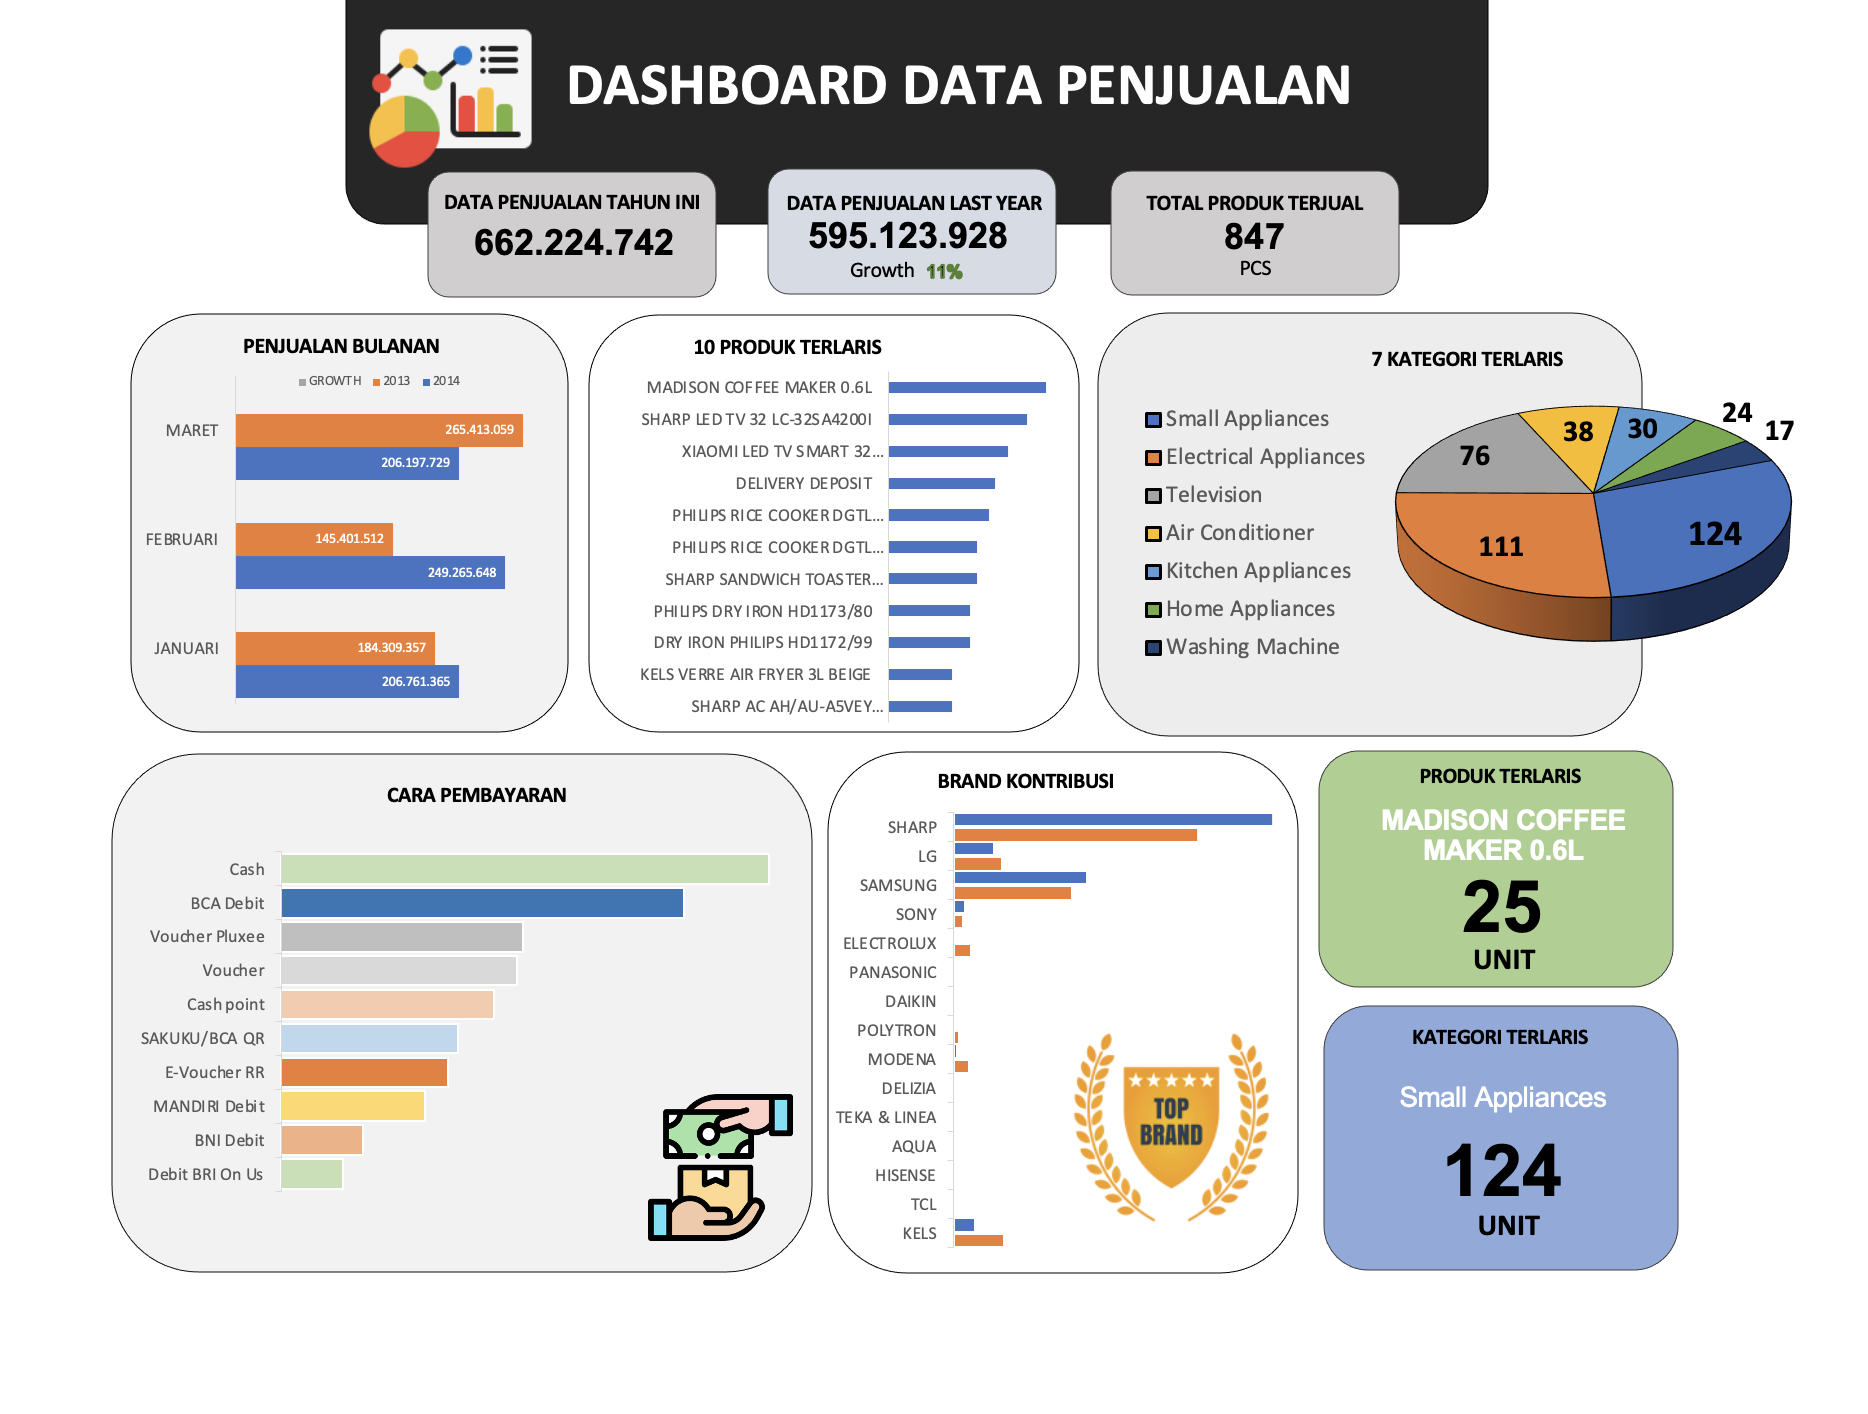 DASHBOARD DATA PENJUALAN
DATA PENJUALAN TAHUN INI
662.224.742
DATA PENJUALAN LAST YEAR
595.123.928
Growth 11%
TOTAL PRODUK TERJUAL
847
PCS
PENJUALAN BULANAN
GROWTH 2013 2014
MARET
265.413.059
206.197.729
FEBRUARI
145.401.512
249.265.648
JANUARI
184.309.357
206.761.365
10 PRODUK TERLARIS
MADISON COFFEE MAKER 0.6L
SHARP LED TV 32 LC-32SA4200I
XIAOMI LED TV SMART 32...
DELIVERY DEPOSIT
PHILIPS RICE COOKER DGTL...
PHILIPS RICE COOKER DGTL...
SHARP SANDWICH TOASTER...
PHILIPS DRY IRON HD1173/80
DRY IRON PHILIPS HD1172/99
KELS VERRE AIR FRYER 3L BEIGE
SHARP AC AH/AU-A5VEY...
7 KATEGORI TERLARIS
Small Appliances
Electrical Appliances
Television
Air Conditioner
Kitchen Appliances
Home Appliances
Washing Machine
24
17
38
30
76
124
111
CARA PEMBAYARAN
Cash
BCA Debit
Voucher Pluxee
Voucher
Cash point
SAKUKU/BCA QR
E-Voucher RR
MANDIRI Debit
BNI Debit
Debit BRI On Us
BRAND KONTRIBUSI
SHARP
LG
SAMSUNG
SONY
ELECTROLUX
PANASONIC
DAIKIN
POLYTRON
MODENA
DELIZIA
TEKA & LINEA
AQUA
HISENSE
TCL
KELS
TOP
BRAND
PRODUK TERLARIS
MADISON COFFEE
MAKER 0.6L
25
UNIT
KATEGORI TERLARIS
Small Appliances
124
UNIT